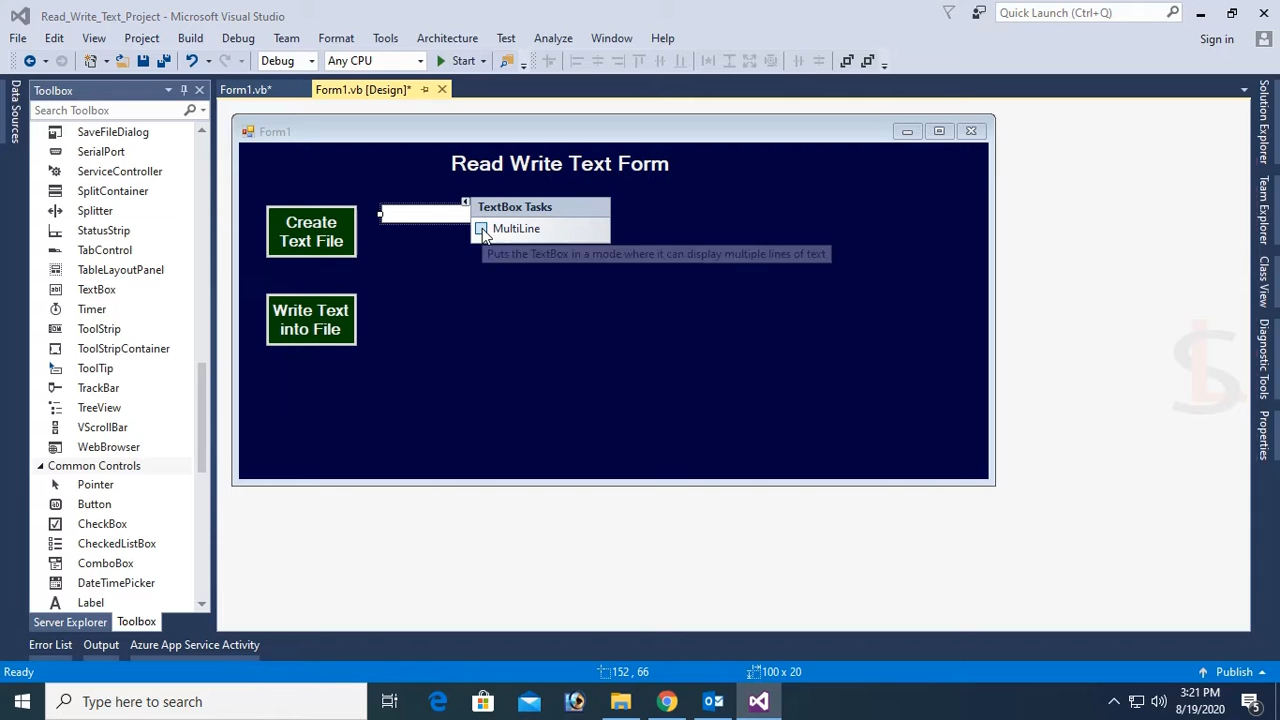 Read_Write_Text_Project - Microsoft Visual Studio
Quick Launch (Ctrl+Q)
File Edit View Project Build Debug Team Format Tools Architecture Test Analyze Window Help
Sign in
Debug Any CPU Start
Toolbox
Form1.vb* Form1.vb [Design]*
Search Toolbox
SaveFileDialog
SerialPort
ServiceController
SplitContainer
Splitter
StatusStrip
TabControl
TableLayoutPanel
TextBox
Timer
ToolStrip
ToolStripContainer
ToolTip
TrackBar
TreeView
VScrollBar
WebBrowser
Common Controls
Pointer
Button
CheckBox
CheckedListBox
ComboBox
DateTimePicker
Label
Server Explorer Toolbox
Data Sources
Form1
Read Write Text Form
Create
Text File
Write Text
into File
TextBox Tasks
MultiLine
Puts the TextBox in a mode where it can display multiple lines of text
Solution Explorer
Team Explorer
Class View
Diagnostic Tools
Properties
Error List Output Azure App Service Activity
Ready 152 , 66 100 x 20 Publish
Type here to search
3:21 PM
8/19/2020
5